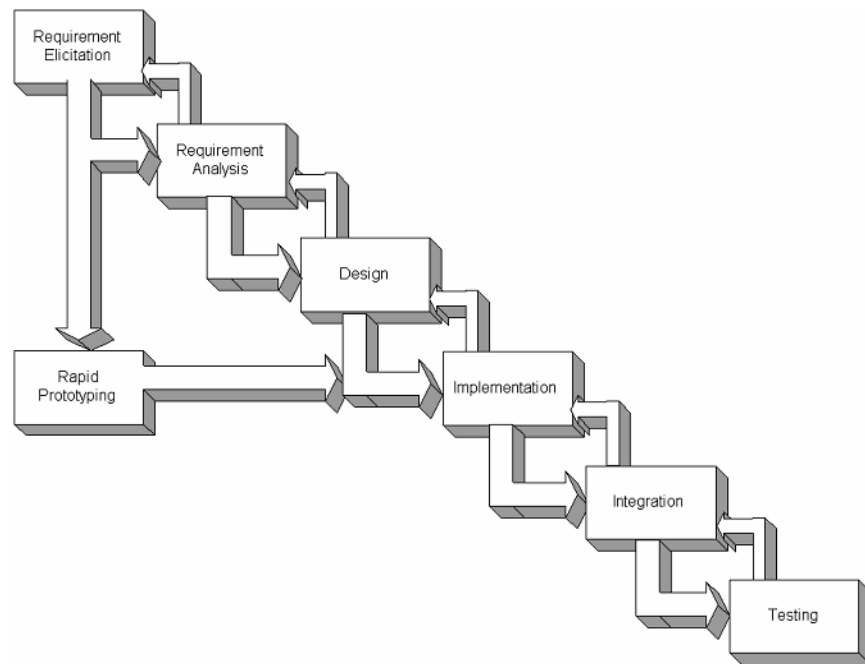 Requirement
Elicitation
Requirement
Analysis
Design
Rapid
Prototyping
Implementation
Integration
Testing